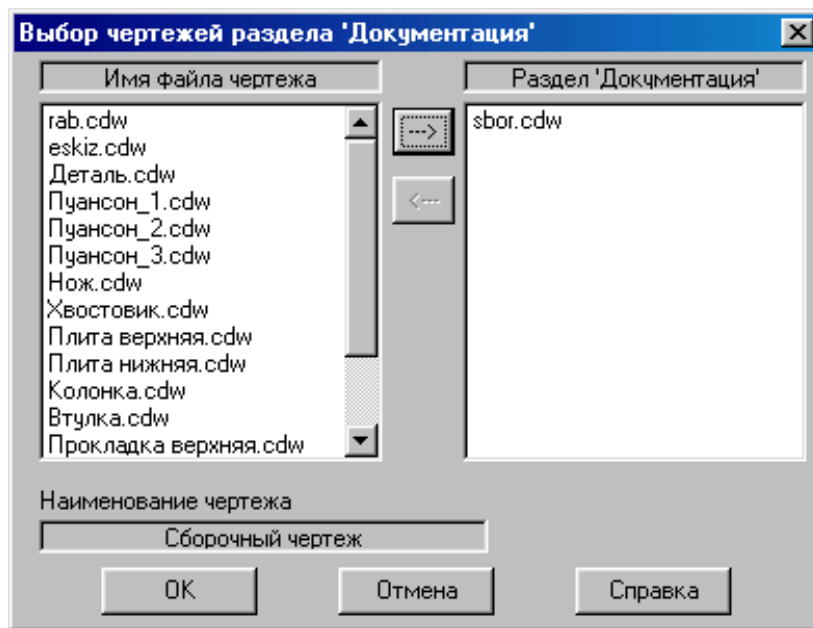 Выбор чертежей раздела 'Документация'
Имя файла чертежа
Раздел 'Документация'
rab.cdw
eskiz.cdw
Деталь.cdw
Пуансон_1.cdw
Пуансон_2.cdw
Пуансон_3.cdw
Нож.cdw
Хвостовик.cdw
Плита верхняя.cdw
Плита нижняя.cdw
Колонка.cdw
Втулка.cdw
Прокладка верхняя.cdw
--->
<---
sbor.cdw
Наименование чертежа
Сборочный чертеж
OK
Отмена
Справка